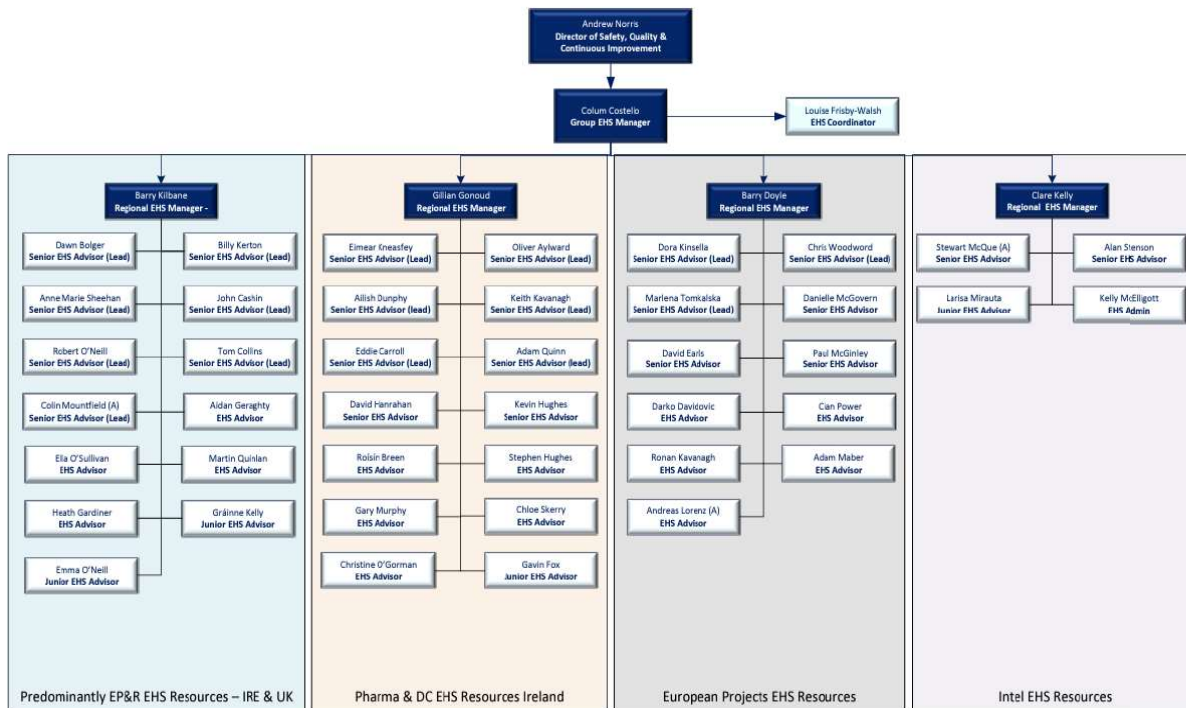 Andrew Norris
Director of Safety, Quality &
Continuous Improvement
Colum Costello
Group EHS Manager
Louise Frisby-Walsh
EHS Coordinator
Barry Kilbane
Regional EHS Manager -
Dawn Bolger
Senior EHS Advisor (Lead)
Billy Kerton
Senior EHS Advisor (Lead)
Anne Marie Sheehan
Senior EHS Advisor (Lead)
John Cashin
Senior EHS Advisor (Lead)
Robert O'Neill
Senior EHS Advisor (Lead)
Tom Collins
Senior EHS Advisor (Lead)
Colin Mountfield (A)
Senior EHS Advisor (Lead)
Aidan Geraghty
EHS Advisor
Ella O'Sullivan
EHS Advisor
Martin Quinlan
EHS Advisor
Heath Gardiner
EHS Advisor
Gráinne Kelly
Junior EHS Advisor
Emma O'Neill
Junior EHS Advisor
Predominantly EP&R EHS Resources – IRE & UK
Gillian Gonoud
Regional EHS Manager
Eimear Kneasfey
Senior EHS Advisor (Lead)
Oliver Aylward
Senior EHS Advisor (Lead)
Ailish Dunphy
Senior EHS Advisor (lead)
Keith Kavanagh
Senior EHS Advisor (Lead)
Eddie Carroll
Senior EHS Advisor (Lead)
Adam Quinn
Senior EHS Advisor (lead)
David Hanrahan
Senior EHS Advisor
Kevin Hughes
Senior EHS Advisor
Roisín Breen
EHS Advisor
Stephen Hughes
EHS Advisor
Gary Murphy
EHS Advisor
Chloe Skerry
EHS Advisor
Christine O'Gorman
EHS Advisor
Gavin Fox
Junior EHS Advisor
Pharma & DC EHS Resources Ireland
Barry Doyle
Regional EHS Manager
Dora Kinsella
Senior EHS Advisor (Lead)
Chris Woodword
Senior EHS Advisor (Lead)
Marlena Tomkalska
Senior EHS Advisor (Lead)
Danielle McGovern
Senior EHS Advisor
David Earls
Senior EHS Advisor
Paul McGinley
Senior EHS Advisor
Darko Davidovic
EHS Advisor
Cian Power
EHS Advisor
Ronan Kavanagh
EHS Advisor
Adam Maber
EHS Advisor
Andreas Lorenz (A)
EHS Advisor
European Projects EHS Resources
Clare Kelly
Regional EHS Manager
Stewart McQue (A)
Senior EHS Advisor
Alan Stenson
Senior EHS Advisor
Larisa Mirauta
Junior EHS Advisor
Kelly McElligott
EHS Admin
Intel EHS Resources